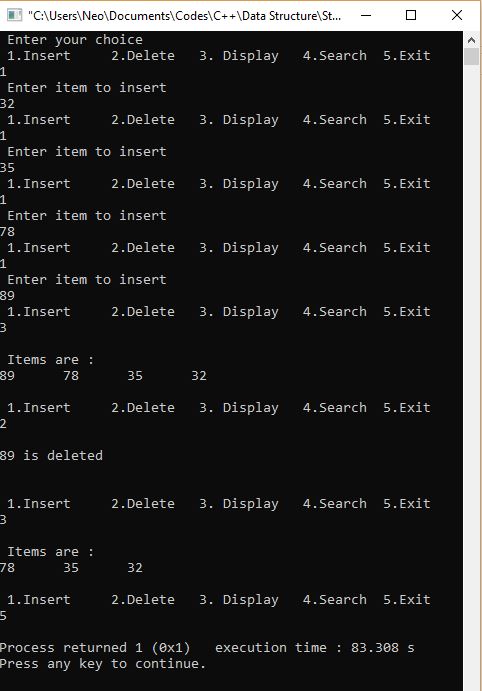 "C:\Users\Neo\Documents\Codes\C++\Data Structure\St...
Enter your choice
1.Insert 2.Delete 3. Display 4.Search 5.Exit
1
Enter item to insert
32
1.Insert 2.Delete 3. Display 4.Search 5.Exit
1
Enter item to insert
35
1.Insert 2.Delete 3. Display 4.Search 5.Exit
1
Enter item to insert
78
1.Insert 2.Delete 3. Display 4.Search 5.Exit
1
Enter item to insert
89
1.Insert 2.Delete 3. Display 4.Search 5.Exit
3
Items are :
89 78 35 32
1.Insert 2.Delete 3. Display 4.Search 5.Exit
2
89 is deleted
1.Insert 2.Delete 3. Display 4.Search 5.Exit
3
Items are :
78 35 32
1.Insert 2.Delete 3. Display 4.Search 5.Exit
5
Process returned 1 (0x1) execution time : 83.308 s
Press any key to continue.